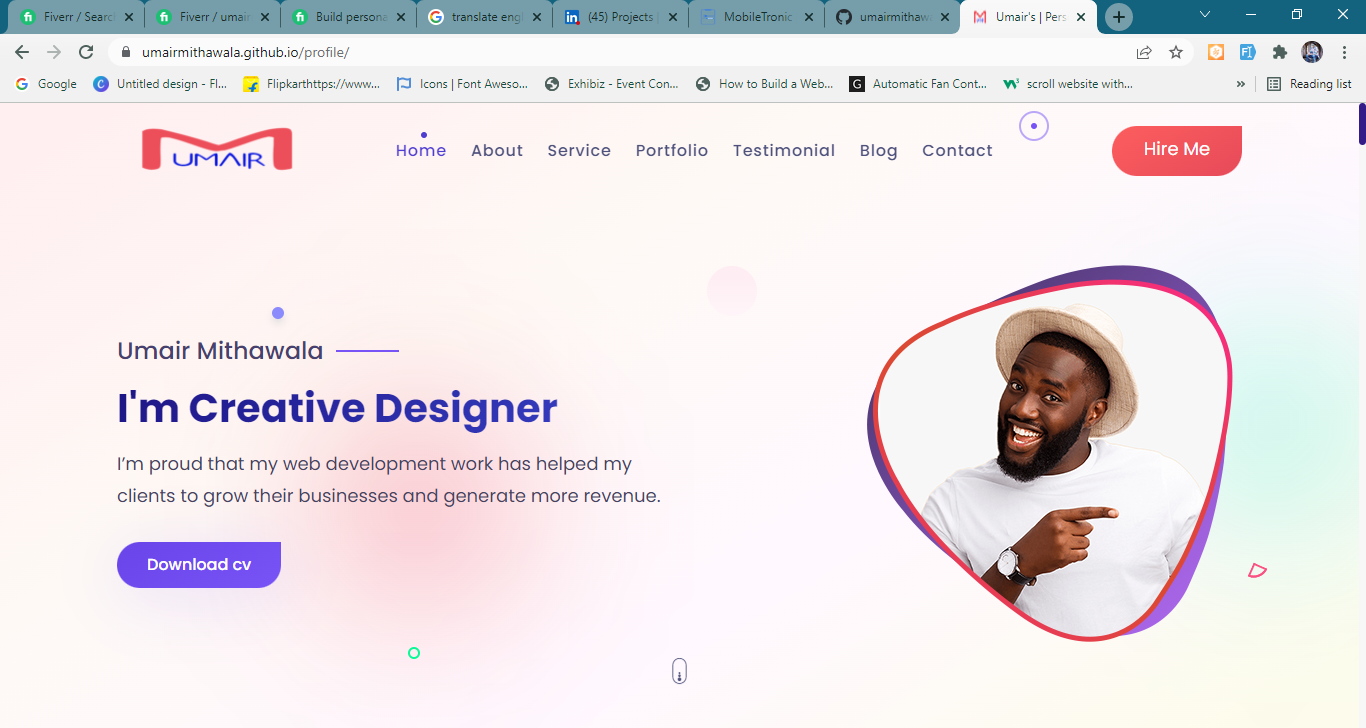 Fiverr / Sear
Fiverr / umai
Build persona
translate engl
(45) Projects |
MobileTronic
umairmithaw
Umair's | Pers
umairmithawala.github.io/profile/
Google
Untitled design - Fl...
Flipkarthttps://www...
Icons | Font Aweso...
Exhibiz - Event Con...
How to Build a Web...
Automatic Fan Cont...
scroll website with...
»
Reading list
UMAIR
Home
About
Service
Portfolio
Testimonial
Blog
Contact
Hire Me
Umair Mithawala
I'm Creative Designer
I’m proud that my web development work has helped my
clients to grow their businesses and generate more revenue.
Download cv